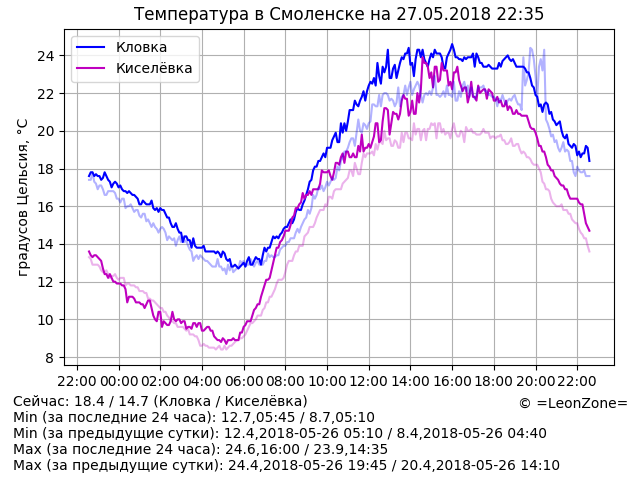 Температура в Смоленске на 27.05.2018 22:35
Кловка
Киселёвка
градусов Цельсия, °C
24
22
20
18
16
14
12
10
8
22:00 00:00 02:00 04:00 06:00 08:00 10:00 12:00 14:00 16:00 18:00 20:00 22:00
Сейчас: 18.4 / 14.7 (Кловка / Киселёвка)
© =LeonZone=
Min (за последние 24 часа): 12.7,05:45 / 8.7,05:10
Min (за предыдущие сутки): 12.4,2018-05-26 05:10 / 8.4,2018-05-26 04:40
Max (за последние 24 часа): 24.6,16:00 / 23.9,14:35
Max (за предыдущие сутки): 24.4,2018-05-26 19:45 / 20.4,2018-05-26 14:10